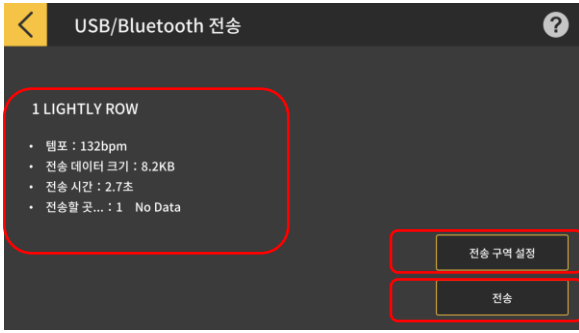 USB/Bluetooth 전송
?
1 LIGHTLY ROW
• 템포 : 132bpm
• 전송 데이터 크기 : 8.2KB
• 전송 시간 : 2.7초
• 전송할 곳... : 1 No Data
전송 구역 설정
전송